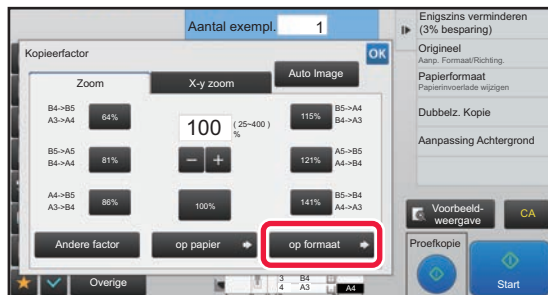 Aantal exempl. 1
Kopieerfactor
OK
Zoom
X-y zoom
Auto Image
B4->B5
A3->A4
64%
B5->A5
B4->A4
81%
A4->B5
A3->B4
86%
100
( 25~400 )
%
100%
115%
B5->A4
B4->A3
121%
A5->B5
A4->B4
141%
B5->B4
A4->A3
Andere factor
op papier
op formaat
Overige
3 B4
4 A3
A4
Enigszins verminderen
(3% besparing)
Origineel
Aanp. Formaat/Richting.
Papierformaat
Papierinvoerlade wijzigen
Dubbelz. Kopie
Aanpassing Achtergrond
Voorbeeld-
weergave
CA
Proefkopie
Start